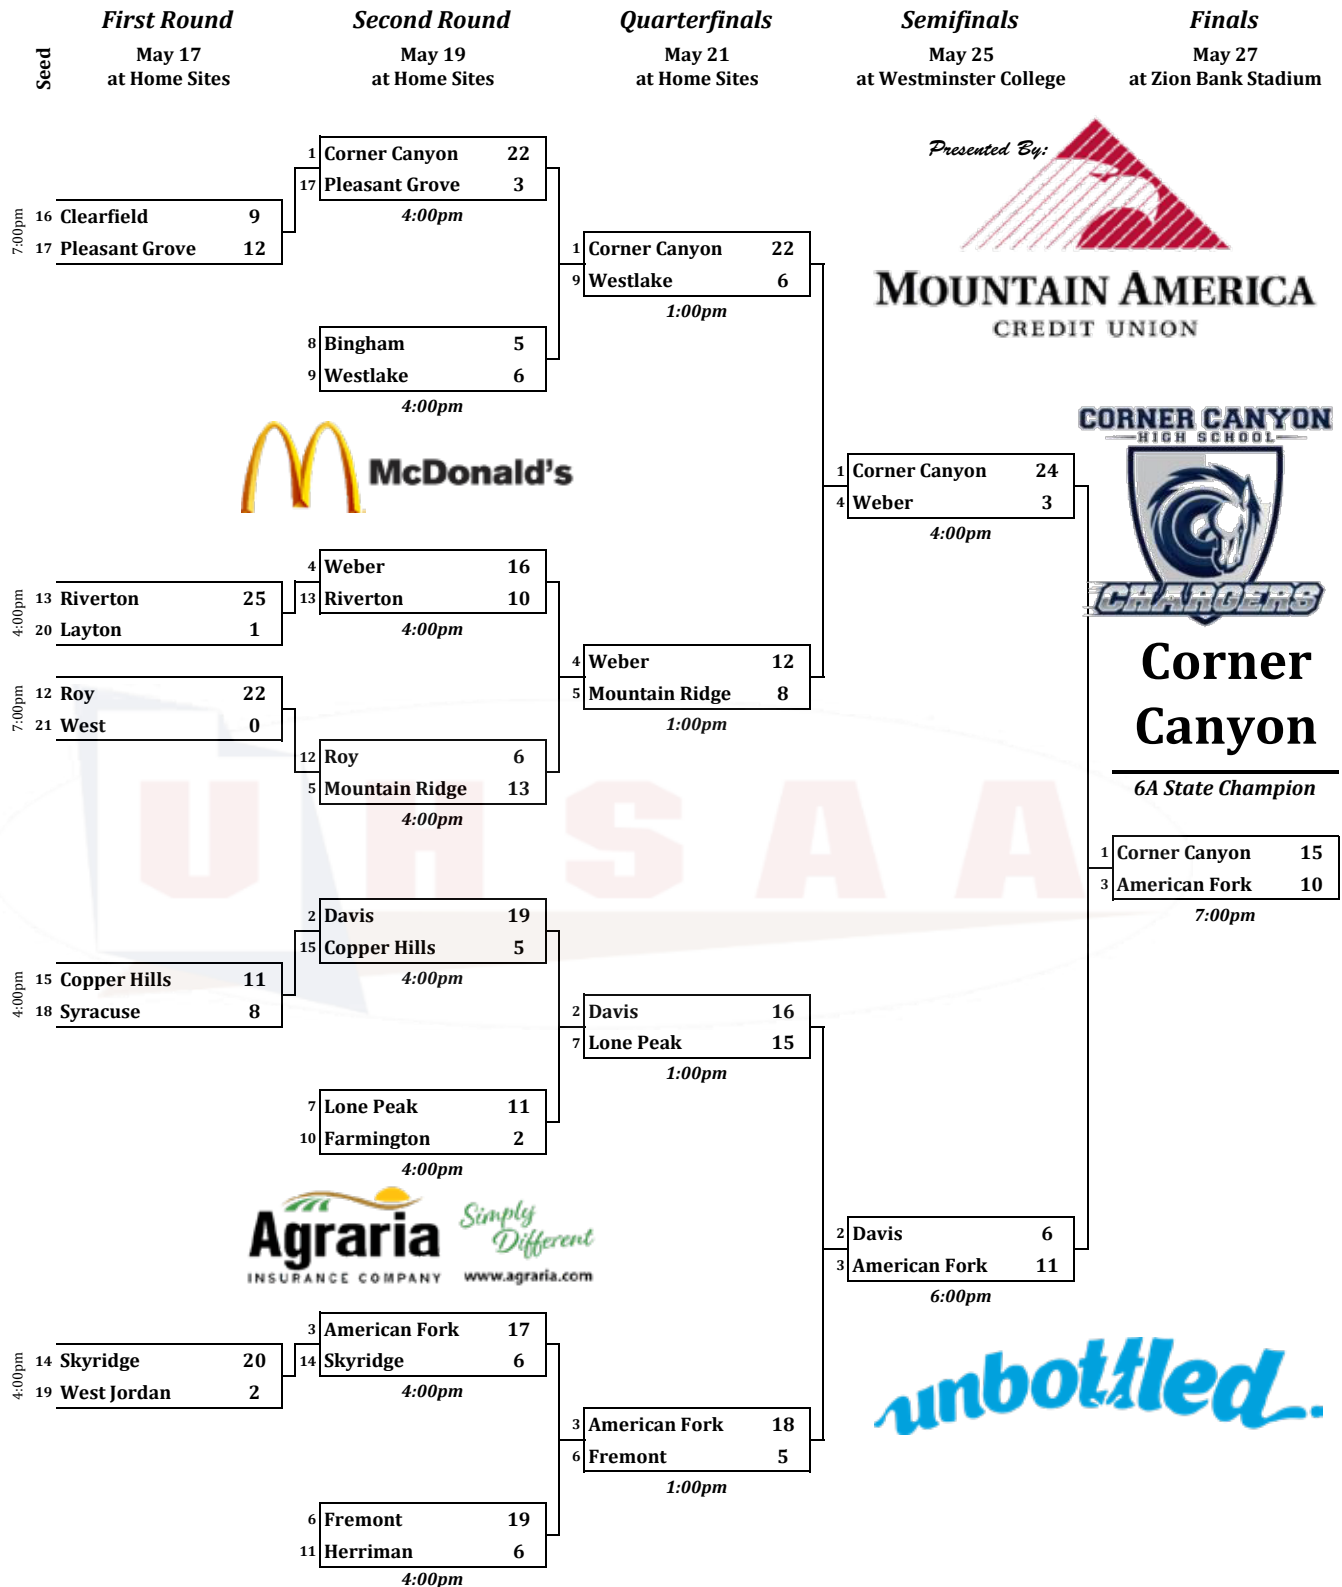 First Round Second Round Quarterfinals Semifinals Finals
Seed
May 17 May 19 May 21 May 25 May 27
at Home Sites at Home Sites at Home Sites at Westminster College at Zion Bank Stadium
Presented By:
MOUNTAIN AMERICA
CREDIT UNION
1 Corner Canyon 22
17 Pleasant Grove 3
4:00pm
7:00pm
16 Clearfield 9
17 Pleasant Grove 12
1 Corner Canyon 22
9 Westlake 6
1:00pm
8 Bingham 5
9 Westlake 6
4:00pm
McDonald's
CORNER CANYON
HIGH SCHOOL
CHARGERS
1 Corner Canyon 24
4 Weber 3
4:00pm
4 Weber 16
13 Riverton 10
4:00pm
4:00pm
13 Riverton 25
20 Layton 1
4 Weber 12
5 Mountain Ridge 8
1:00pm
7:00pm
12 Roy 22
21 West 0
12 Roy 6
5 Mountain Ridge 13
4:00pm
Corner
Canyon
6A State Champion
UHSAA
1 Corner Canyon 15
3 American Fork 10
7:00pm
2 Davis 19
15 Copper Hills 5
4:00pm
4:00pm
15 Copper Hills 11
18 Syracuse 8
2 Davis 16
7 Lone Peak 15
1:00pm
7 Lone Peak 11
10 Farmington 2
4:00pm
Agraria
INSURANCE COMPANY
Simply
Different
www.agraria.com
2 Davis 6
3 American Fork 11
6:00pm
3 American Fork 17
14 Skyridge 6
4:00pm
4:00pm
14 Skyridge 20
19 West Jordan 2
unbottled.
3 American Fork 18
6 Fremont 5
1:00pm
6 Fremont 19
11 Herriman 6
4:00pm